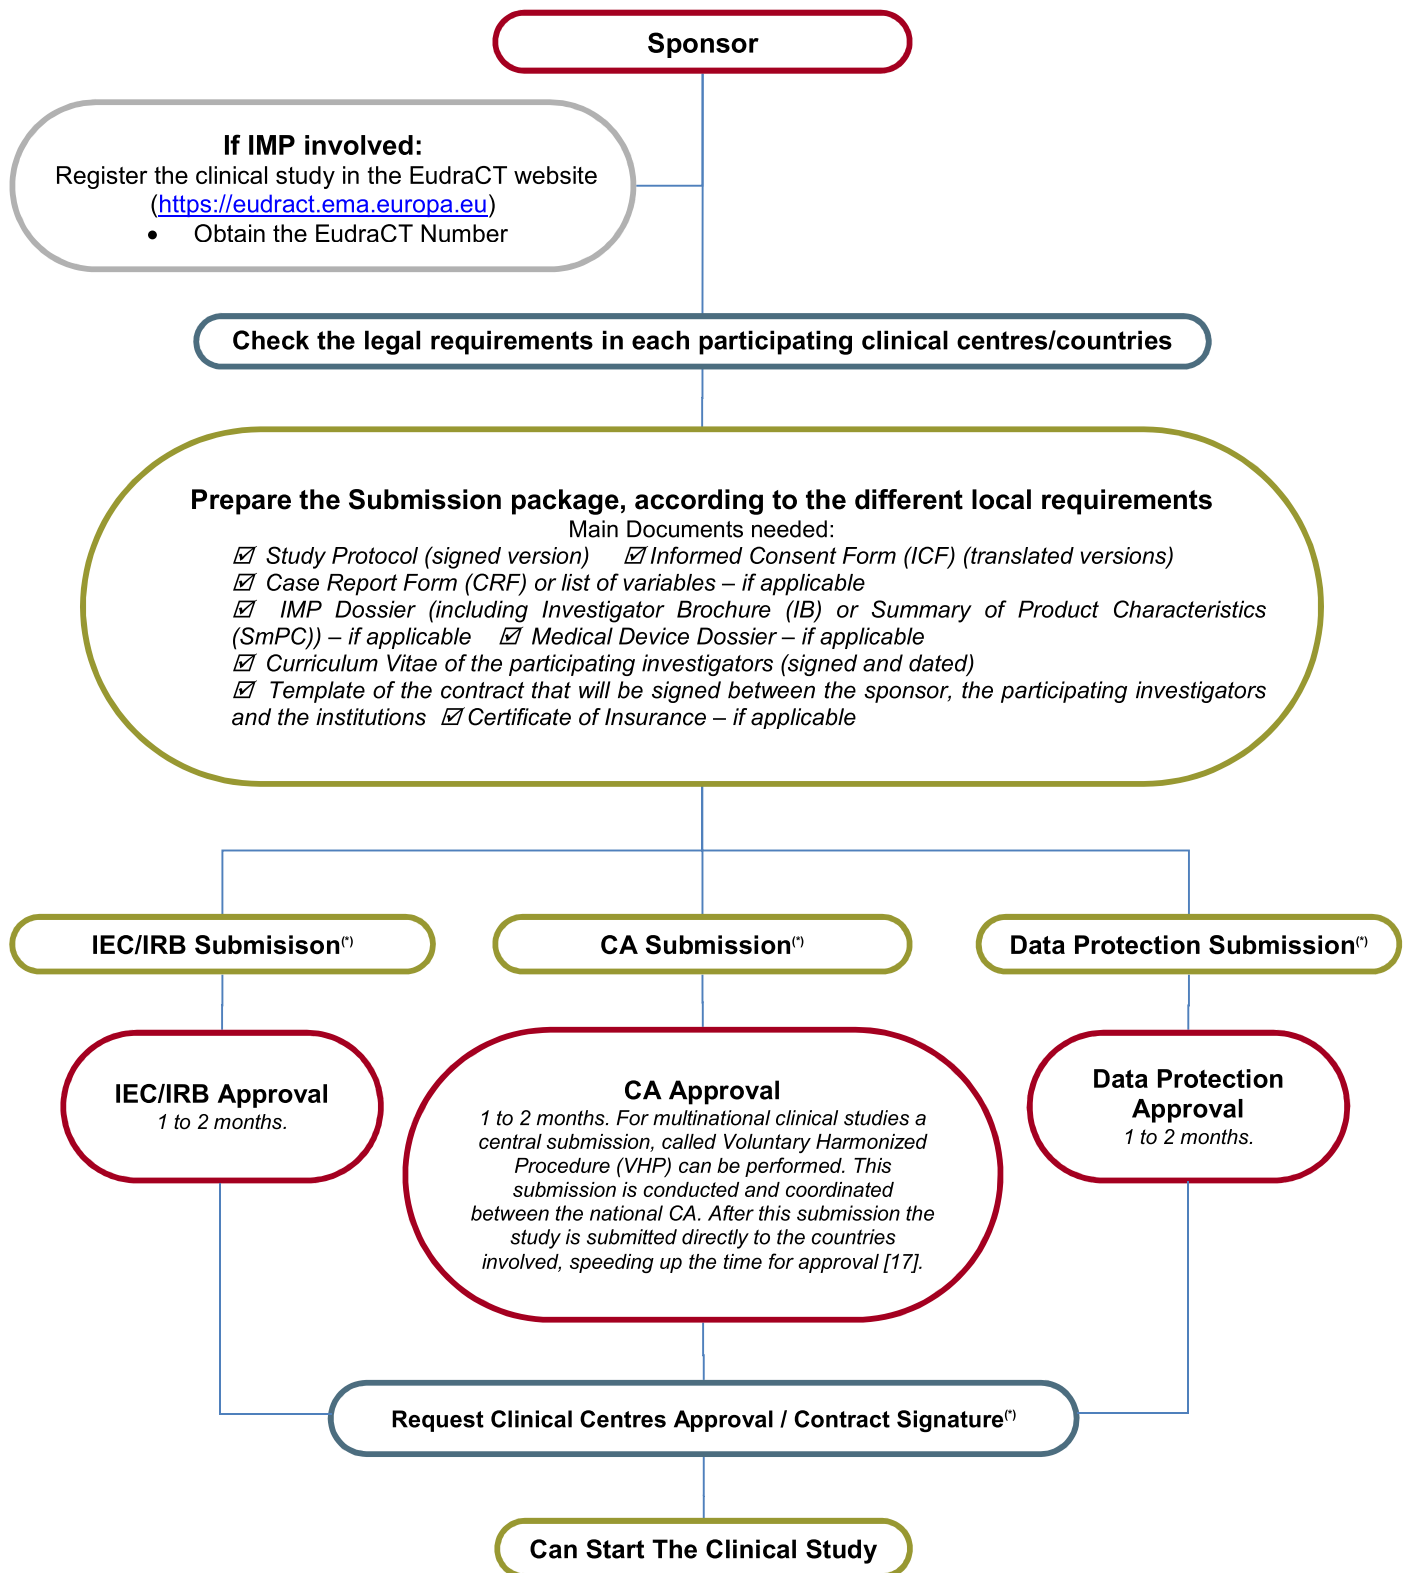 Sponsor
If IMP involved:
Register the clinical study in the EudraCT website
(https://eudract.ema.europa.eu)
• Obtain the EudraCT Number
Check the legal requirements in each participating clinical centres/countries
Prepare the Submission package, according to the different local requirements
Main Documents needed:
☑ Study Protocol (signed version) ☑ Informed Consent Form (ICF) (translated versions)
☑ Case Report Form (CRF) or list of variables – if applicable
☑ IMP Dossier (including Investigator Brochure (IB) or Summary of Product Characteristics
(SmPC)) – if applicable ☑ Medical Device Dossier – if applicable
☑ Curriculum Vitae of the participating investigators (signed and dated)
☑ Template of the contract that will be signed between the sponsor, the participating investigators
and the institutions ☑ Certificate of Insurance – if applicable
IEC/IRB Submisison(*)
CA Submission(*)
Data Protection Submission(*)
IEC/IRB Approval
1 to 2 months.
CA Approval
1 to 2 months. For multinational clinical studies a
central submission, called Voluntary Harmonized
Procedure (VHP) can be performed. This
submission is conducted and coordinated
between the national CA. After this submission the
study is submitted directly to the countries
involved, speeding up the time for approval [17].
Data Protection
Approval
1 to 2 months.
Request Clinical Centres Approval / Contract Signature(*)
Can Start The Clinical Study